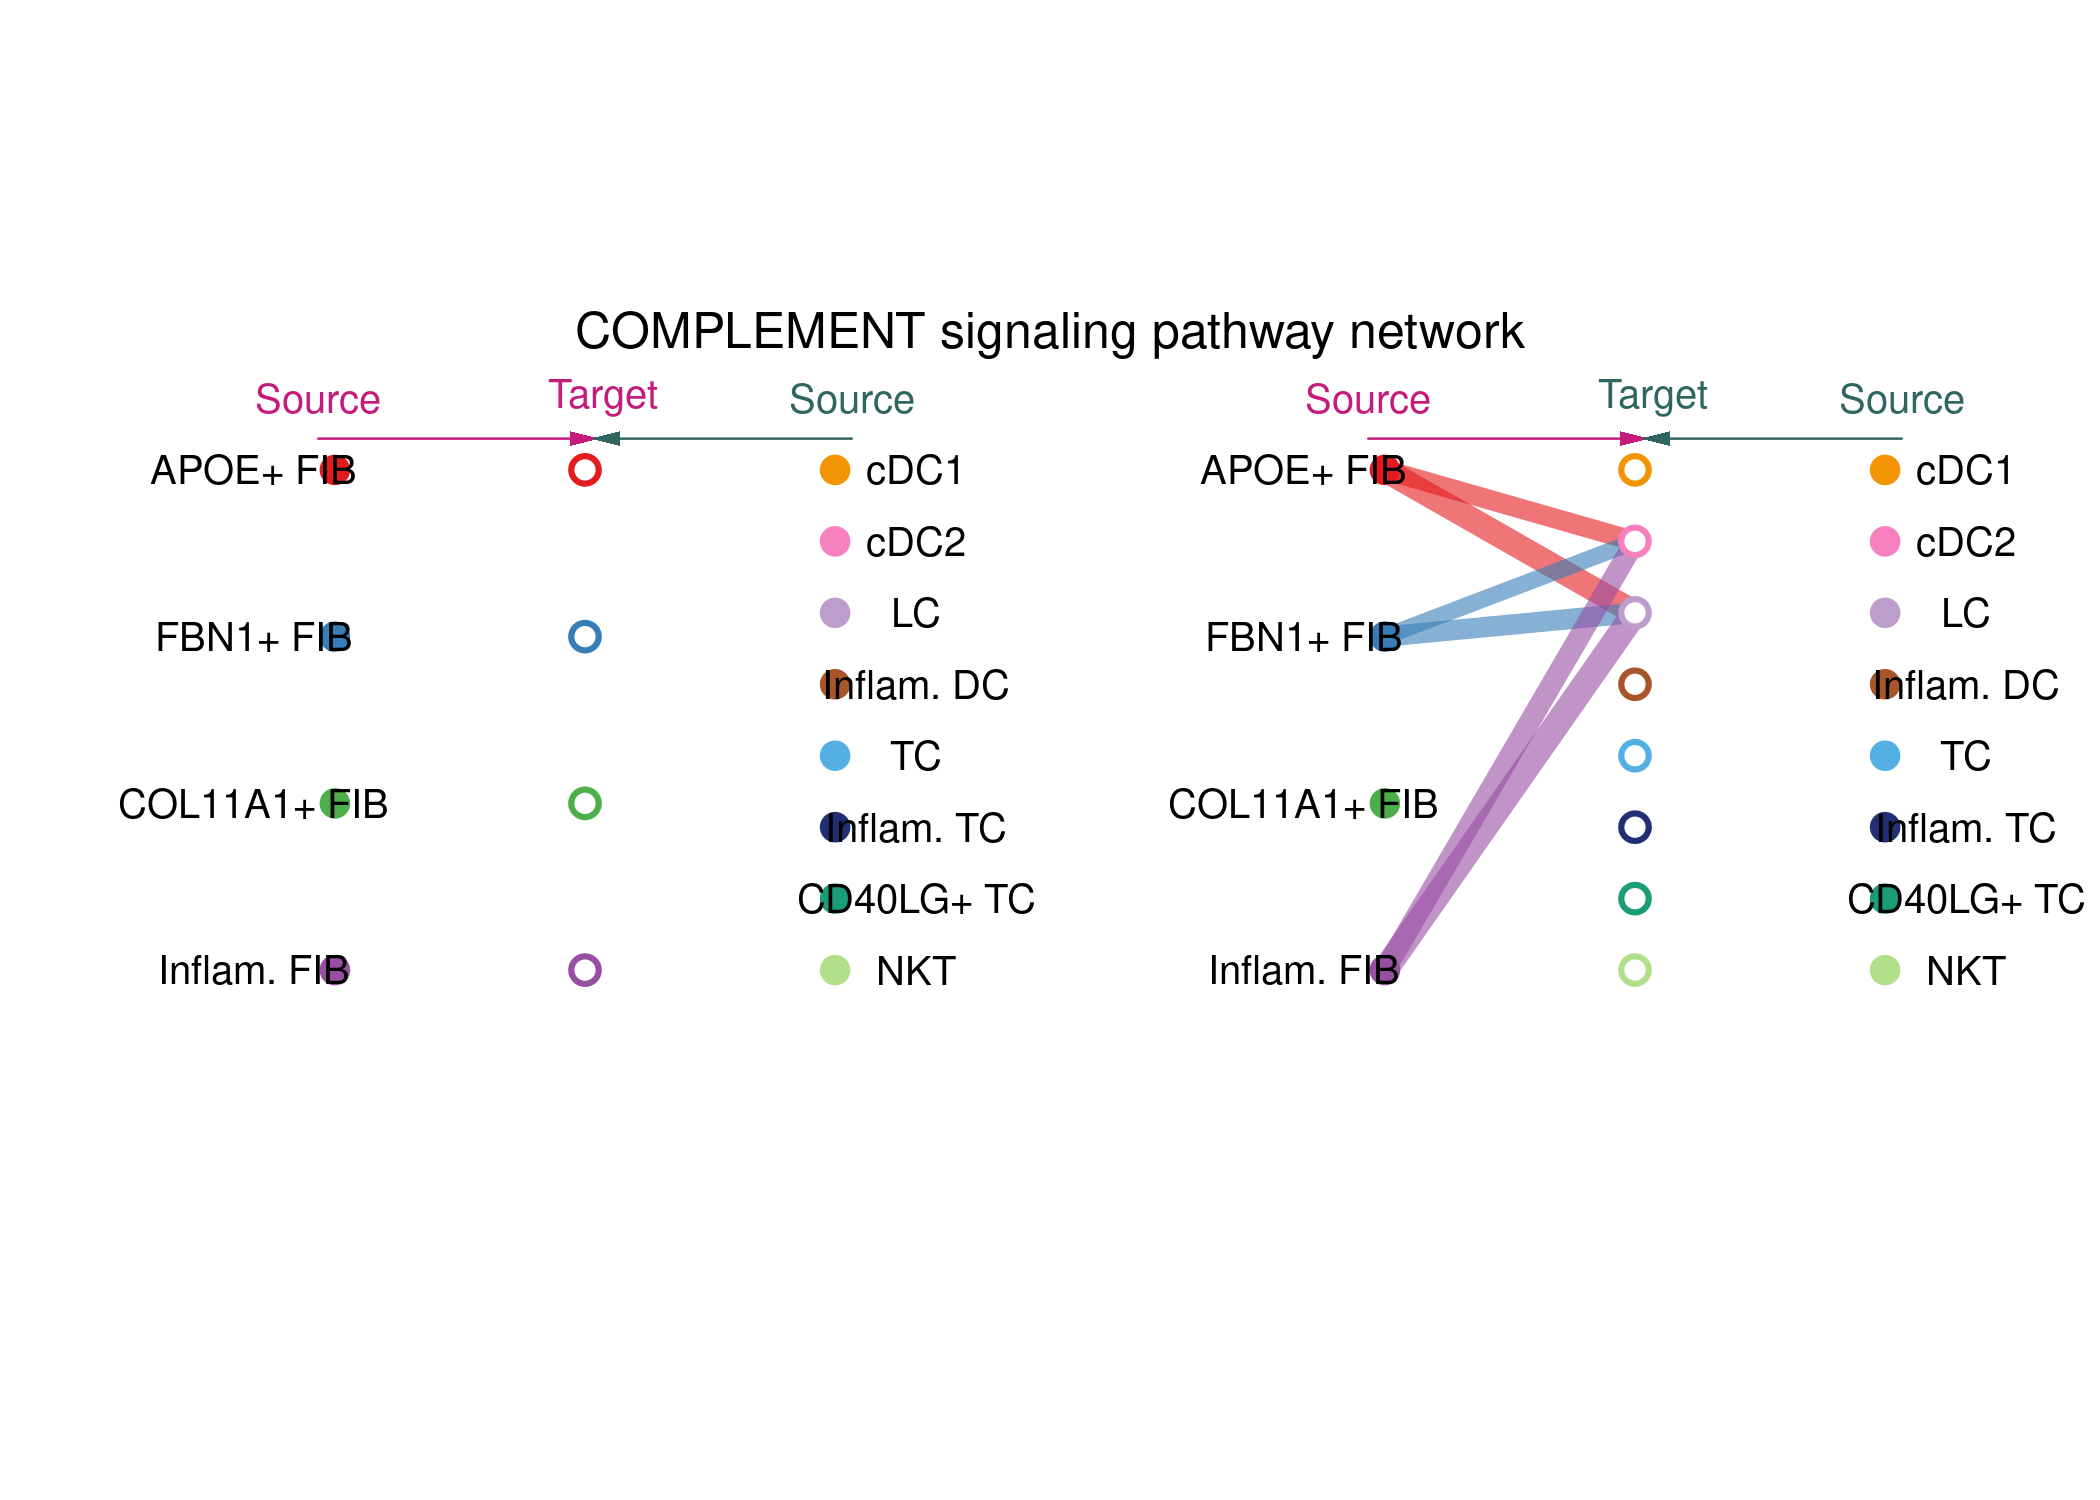 COMPLEMENT signaling pathway network
Source
Target
Source
APOE+ FIB
FBN1+ FIB
COL11A1+ FIB
Inflam. FIB
cDC1
cDC2
LC
Inflam. DC
TC
Inflam. TC
CD40LG+ TC
NKT
Source
Target
Source
APOE+ FIB
FBN1+ FIB
COL11A1+ FIB
Inflam. FIB
cDC1
cDC2
LC
Inflam. DC
TC
Inflam. TC
CD40LG+ TC
NKT